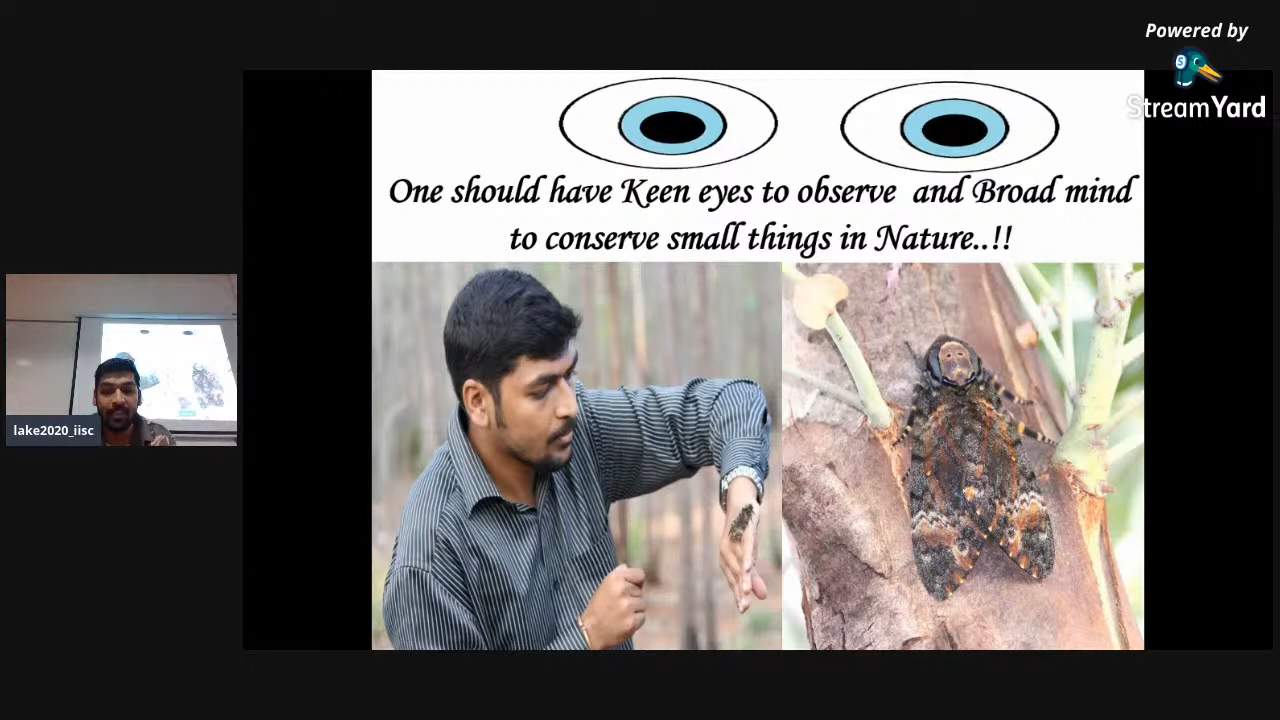 Powered by
StreamYard
One should have Keen eyes to observe and Broad mind
to conserve small things in Nature..!!
lake2020_iisc